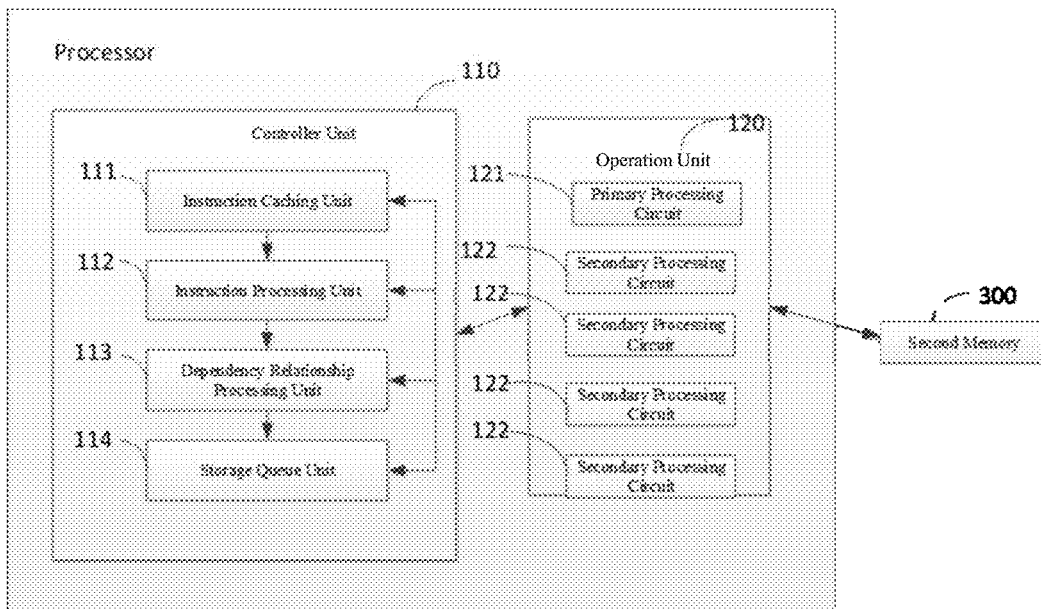 Processor
110
Controller Unit
111
Instruction Caching Unit
112
Instruction Processing Unit
113
Dependency Relationship
Processing Unit
114
Storage Queue Unit
120
Operation Unit
121
Primary Processing
Circuit
122
Secondary Processing
Circuit
122
Secondary Processing
Circuit
122
Secondary Processing
Circuit
122
Secondary Processing
Circuit
300
Second Memory